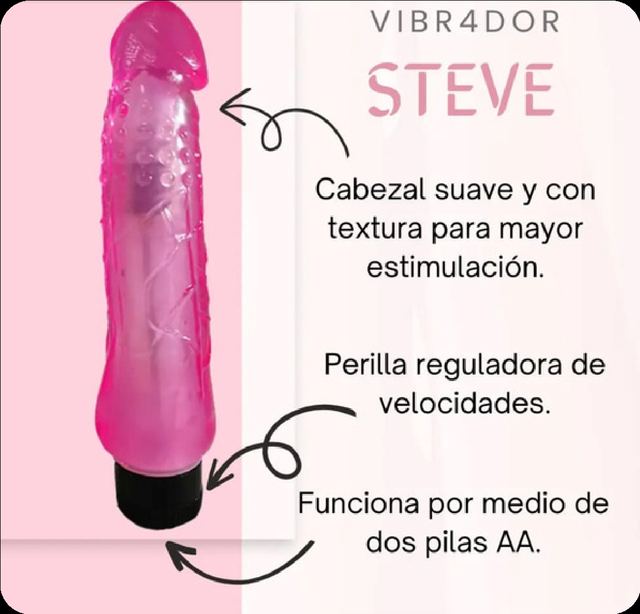 VIBR4DOR
STEVE
Cabezal suave y con
textura para mayor
estimulación.
Perilla reguladora de
velocidades.
Funciona por medio de
dos pilas AA.